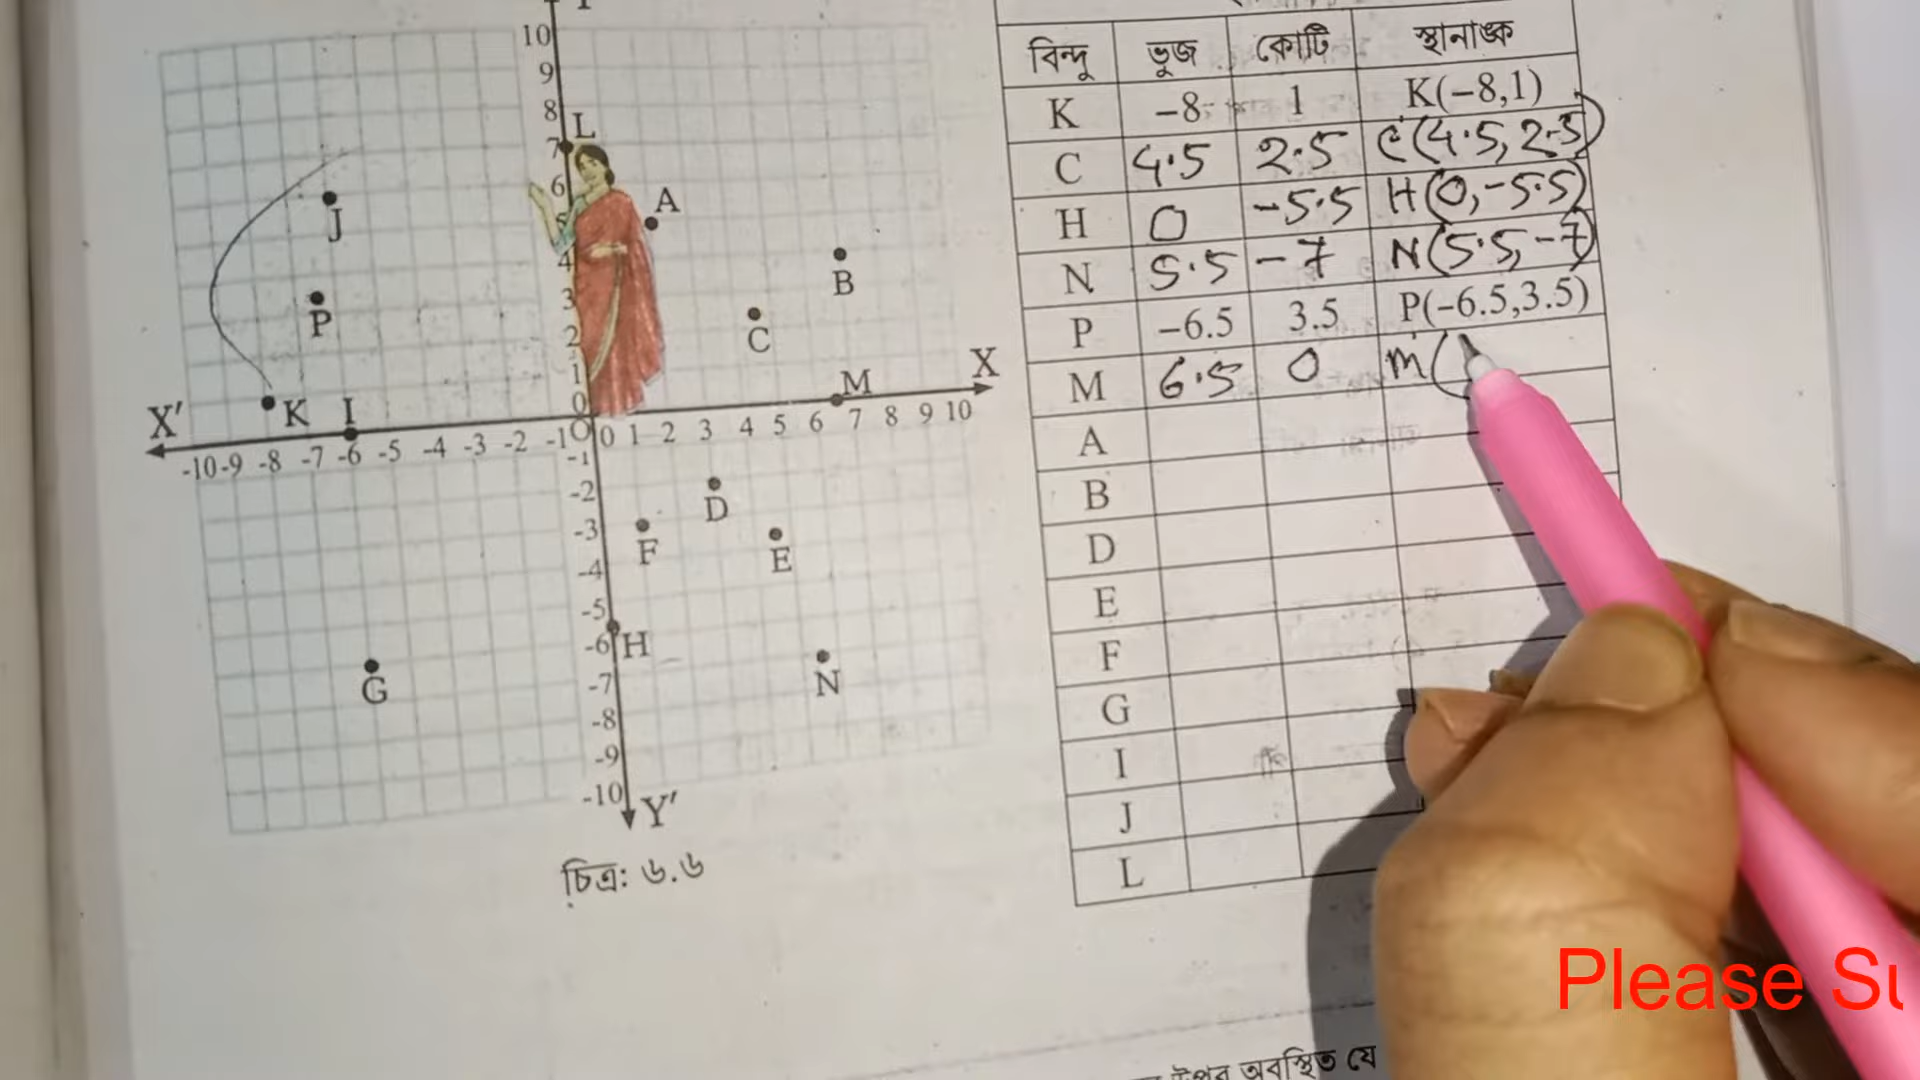 10
9
8
L
7
6
A
5
J
4
B
3
P
2
C
1
X
M
0
X′
K I
O
-10 -9 -8 -7 -6 -5 -4 -3 -2 -1 0 1 2 3 4 5 6 7 8 9 10
-1
-2
D
-3
F
E
-4
-5
-6 H
G
N
-7
-8
-9
-10
Y′
চিত্র: ৬.৬
বিন্দু ভুজ কোটি স্থানাঙ্ক
K -8 1 K(-8,1)
C 4.5 2.5 C(4.5, 2.5)
H 0 -5.5 H(0, -5.5)
N 5.5 -7 N(5.5, -7)
P -6.5 3.5 P(-6.5,3.5)
M 6.5 0 M(
A
B
D
E
F
G
I
J
L
অবস্থিত যে
Please Su